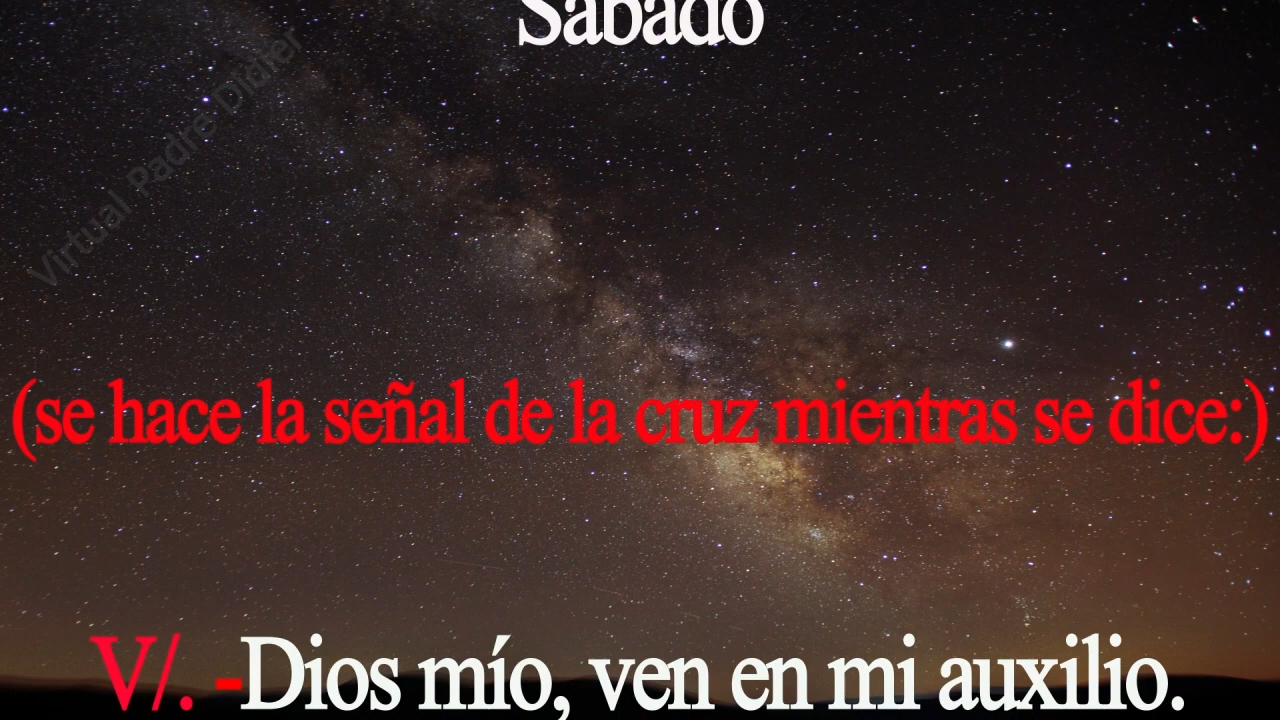 Sábado
Virtual Padre Didier
(se hace la señal de la cruz mientras se dice:)
V/. -Dios mío, ven en mi auxilio.